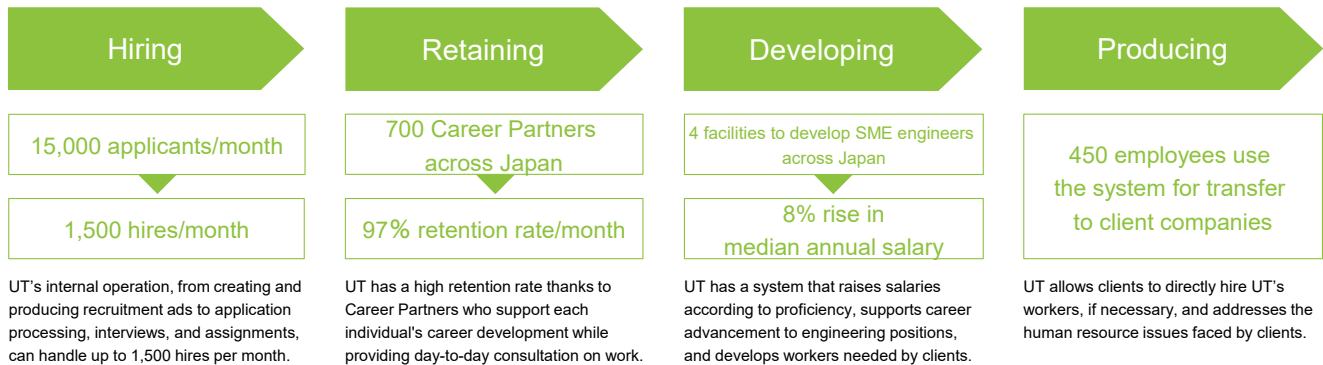 Hiring
15,000 applicants/month
1,500 hires/month
UT's internal operation, from creating and
producing recruitment ads to application
processing, interviews, and assignments,
can handle up to 1,500 hires per month.
Retaining
700 Career Partners
across Japan
97% retention rate/month
UT has a high retention rate thanks to
Career Partners who support each
individual's career development while
providing day-to-day consultation on work.
Developing
4 facilities to develop SME engineers
across Japan
8% rise in
median annual salary
UT has a system that raises salaries
according to proficiency, supports career
advancement to engineering positions,
and develops workers needed by clients.
Producing
450 employees use
the system for transfer
to client companies
UT allows clients to directly hire UT's
workers, if necessary, and addresses the
human resource issues faced by clients.